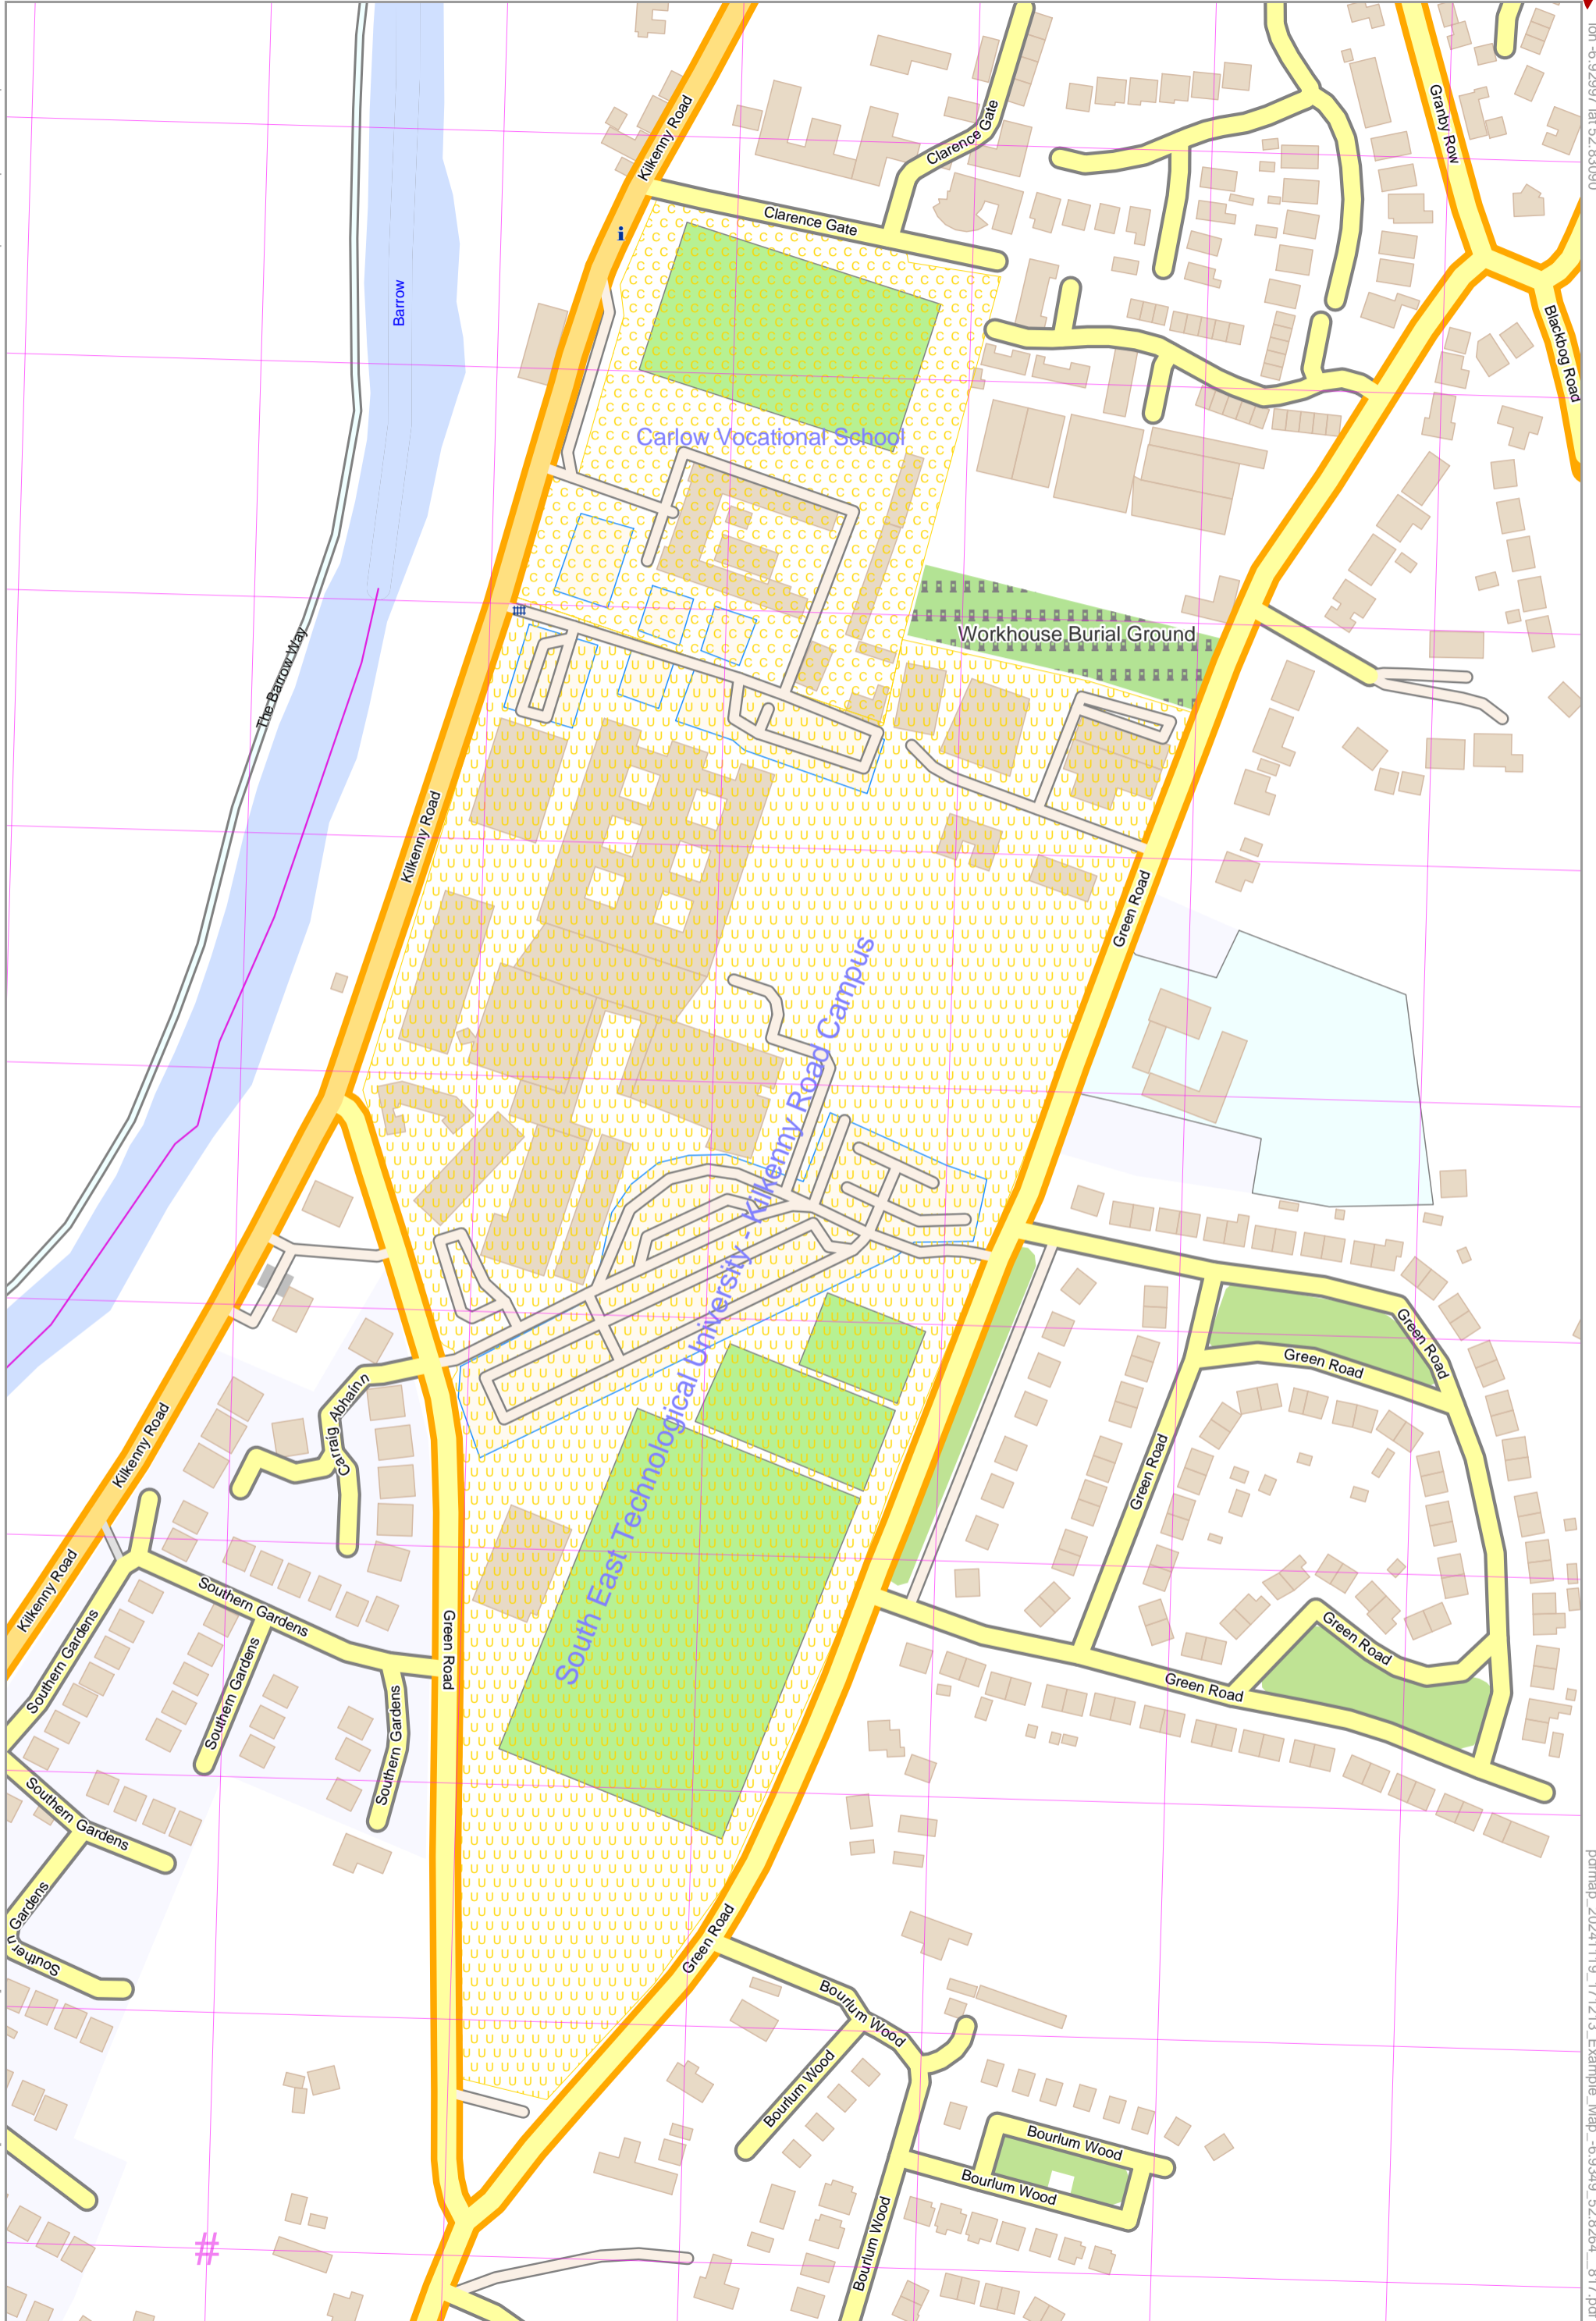 Kilkenny Road
Clarence Gate
Clarence Gate
Granby Row
Blackbog Road
Barrow
Carlow Vocational School
Workhouse Burial Ground
The Barrow Way
Kilkenny Road
Green Road
South East Technological University - Kilkenny Road Campus
Green Road
Green Road
Green Road
Carraig Abhainn
Kilkenny Road
Kilkenny Road
Southern Gardens
Southern Gardens
Southern Gardens
Southern Gardens
Green Road
Green Road
Green Road
Southern Gardens
Southern Gardens
Green Road
Bourlum Wood
Bourlum Wood
Bourlum Wood
Bourlum Wood
Bourlum Wood
#